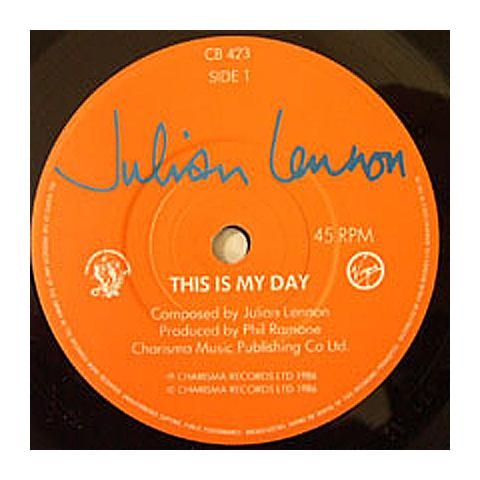 CB 423
SIDE 1
Julian Lennon
45 RPM
Virgin
THIS IS MY DAY
Composed by Julian Lennon
Produced by Phil Ramone
Charisma Music Publishing Co Ltd.
℗ CHARISMA RECORDS LTD 1986
© CHARISMA RECORDS LTD 1986